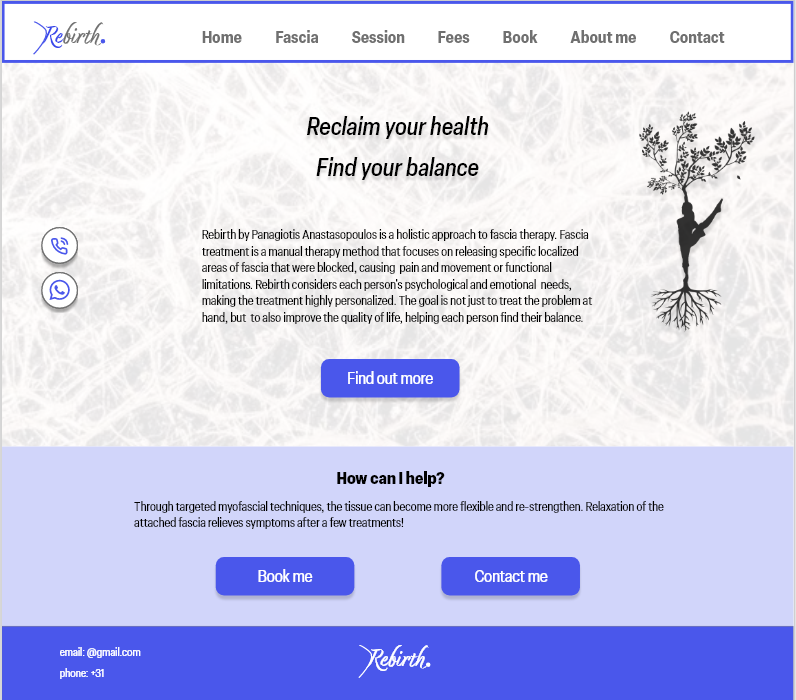 Rebirth.
Home Fascia Session Fees Book About me Contact
Reclaim your health
Find your balance
Rebirth by Panagiotis Anastasopoulos is a holistic approach to fascia therapy. Fascia
treatment is a manual therapy method that focuses on releasing specific localized
areas of fascia that were blocked, causing pain and movement or functional
limitations. Rebirth considers each person's psychological and emotional needs,
making the treatment highly personalized. The goal is not just to treat the problem at
hand, but to also improve the quality of life, helping each person find their balance.
Find out more
How can I help?
Through targeted myofascial techniques, the tissue can become more flexible and re-strengthen. Relaxation of the
attached fascia relieves symptoms after a few treatments!
Book me Contact me
email: @gmail.com
Rebirth.
phone: +31